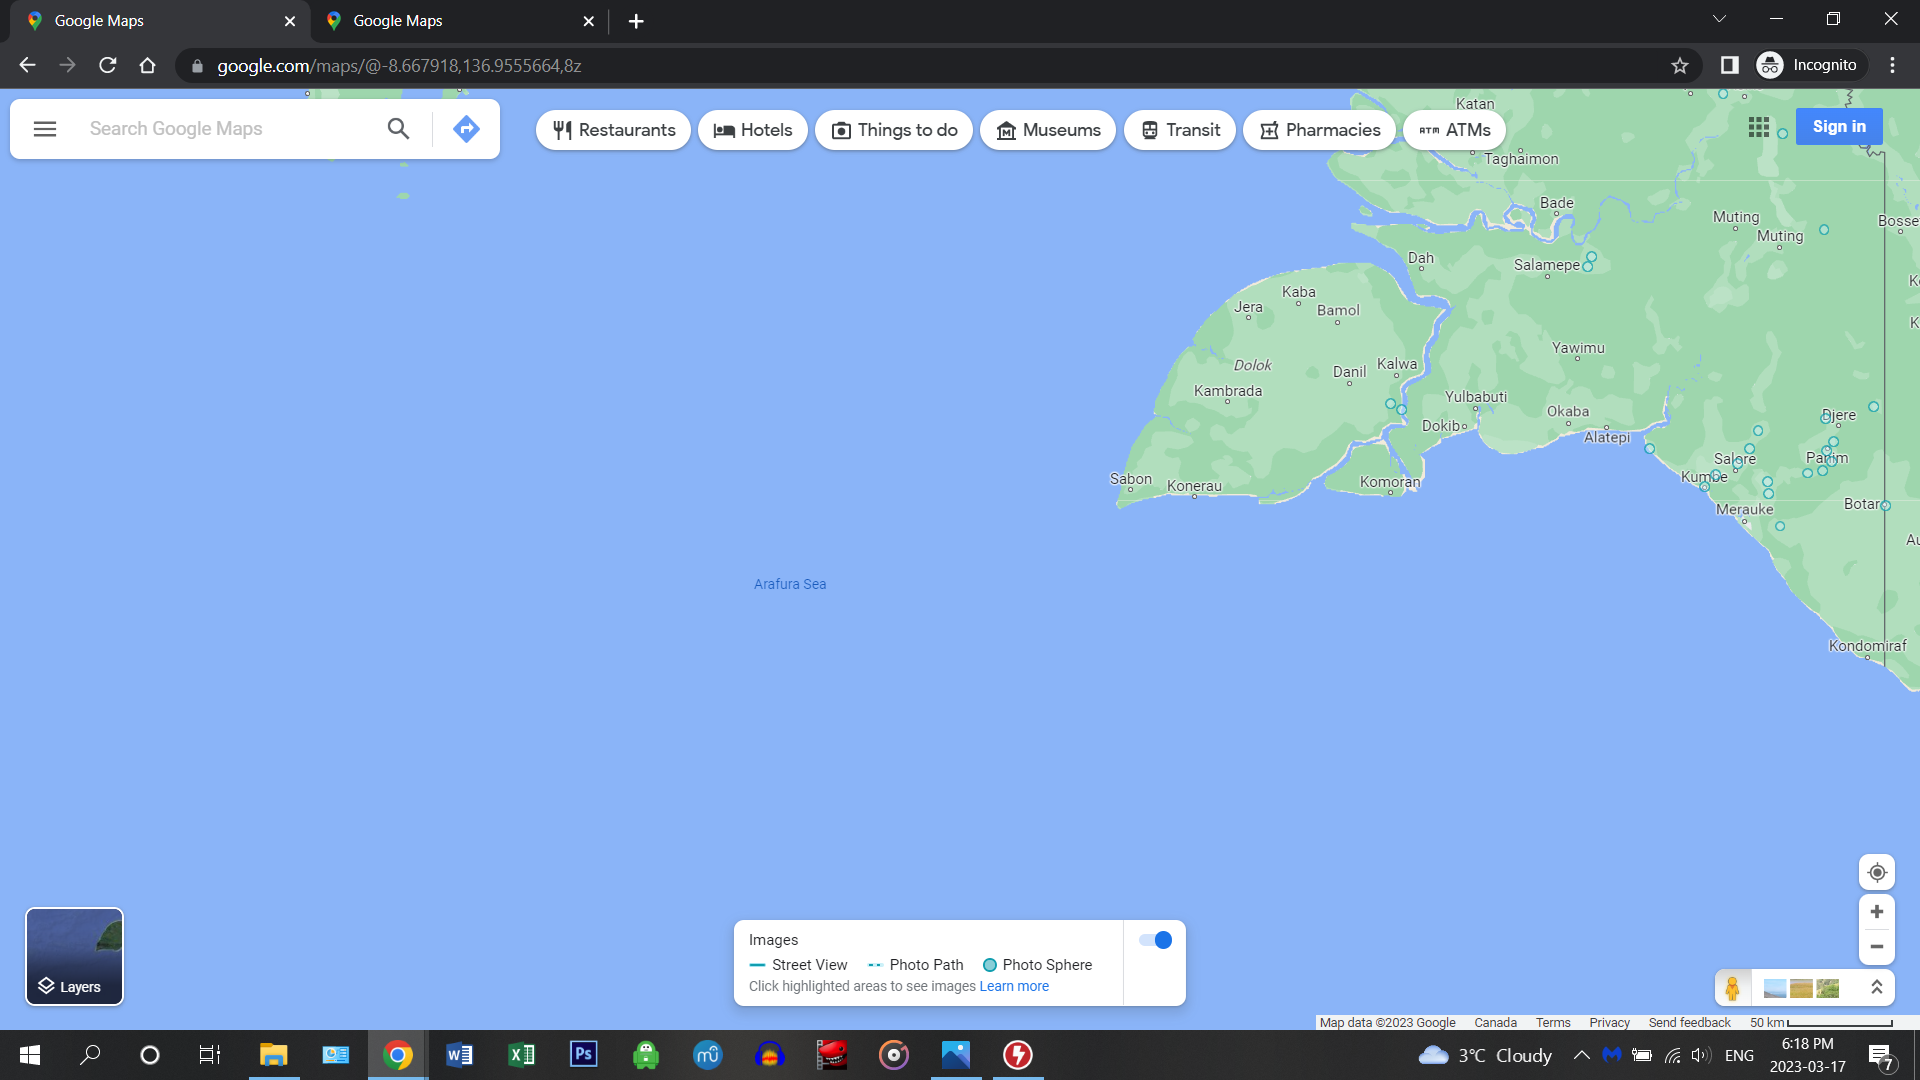 Google Maps
Google Maps
google.com/maps/@-8.667918,136.9555664,8z
Incognito
Search Google Maps
Restaurants
Hotels
Things to do
Museums
Transit
Pharmacies
ATM ATMs
Sign in
Katan
Taghaimon
Bade
Muting
Muting
Bosse
Dah
Salamepe
Kaba
Jera
Bamol
Yawimu
Dolok
Danil
Kalwa
Kambrada
Yulbabuti
Okaba
Djere
Dokib
Alatepi
Salore
Parim
Sabon
Konerau
Komoran
Kumbe
Merauke
Botar
Arafura Sea
Kondomiraf
Layers
Images
Street View
Photo Path
Photo Sphere
Click highlighted areas to see images Learn more
Map data ©2023 Google
Canada
Terms
Privacy
Send feedback
50 km
3°C Cloudy
ENG
6:18 PM
2023-03-17
7